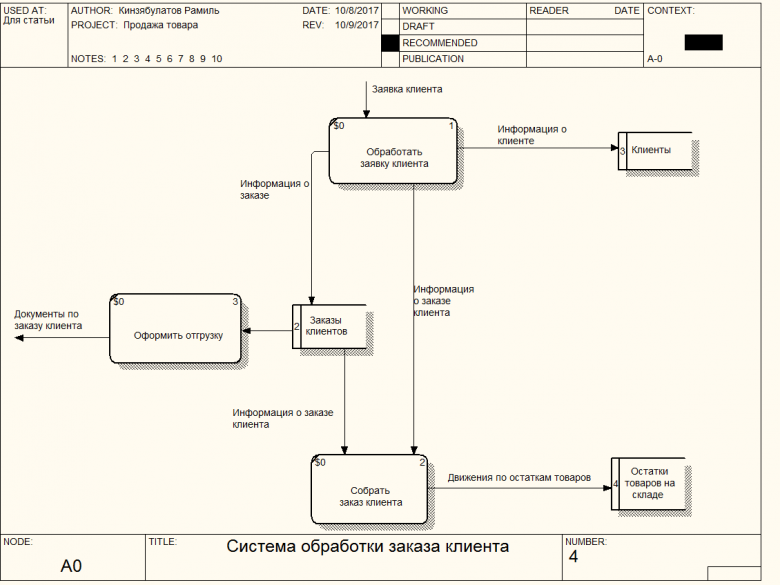 USED AT:
Для статьи
AUTHOR: Кинзябулатов Рамиль
PROJECT: Продажа товара
NOTES: 1 2 3 4 5 6 7 8 9 10
DATE: 10/8/2017
REV: 10/9/2017
WORKING
DRAFT
RECOMMENDED
PUBLICATION
READER DATE
CONTEXT:
A-0
Заявка клиента
$0 1
Обработать
заявку клиента
Информация о
клиенте
3 Клиенты
Информация о
заказе
Информация
о заказе
клиента
Документы по
заказу клиента
$0 3
Оформить отгрузку
2 Заказы
клиентов
Информация о заказе
клиента
$0 2
Собрать
заказ клиента
Движения по остаткам товаров
4 Остатки
товаров на
складе
NODE:
A0
TITLE:
Система обработки заказа клиента
NUMBER:
4